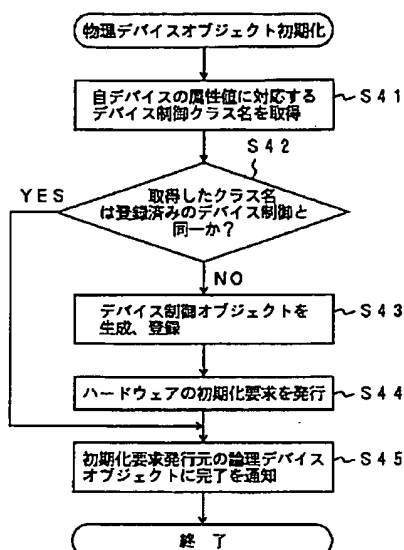 物理デバイスオブジェクト初期化
自デバイスの属性値に対応する
デバイス制御クラス名を取得
S41
S42
YES
取得したクラス名
は登録済みのデバイス制御と
同一か?
NO
デバイス制御オブジェクトを
生成、登録
S43
ハードウェアの初期化要求を発行
S44
初期化要求発行元の論理デバイス
オブジェクトに完了を通知
S45
終了